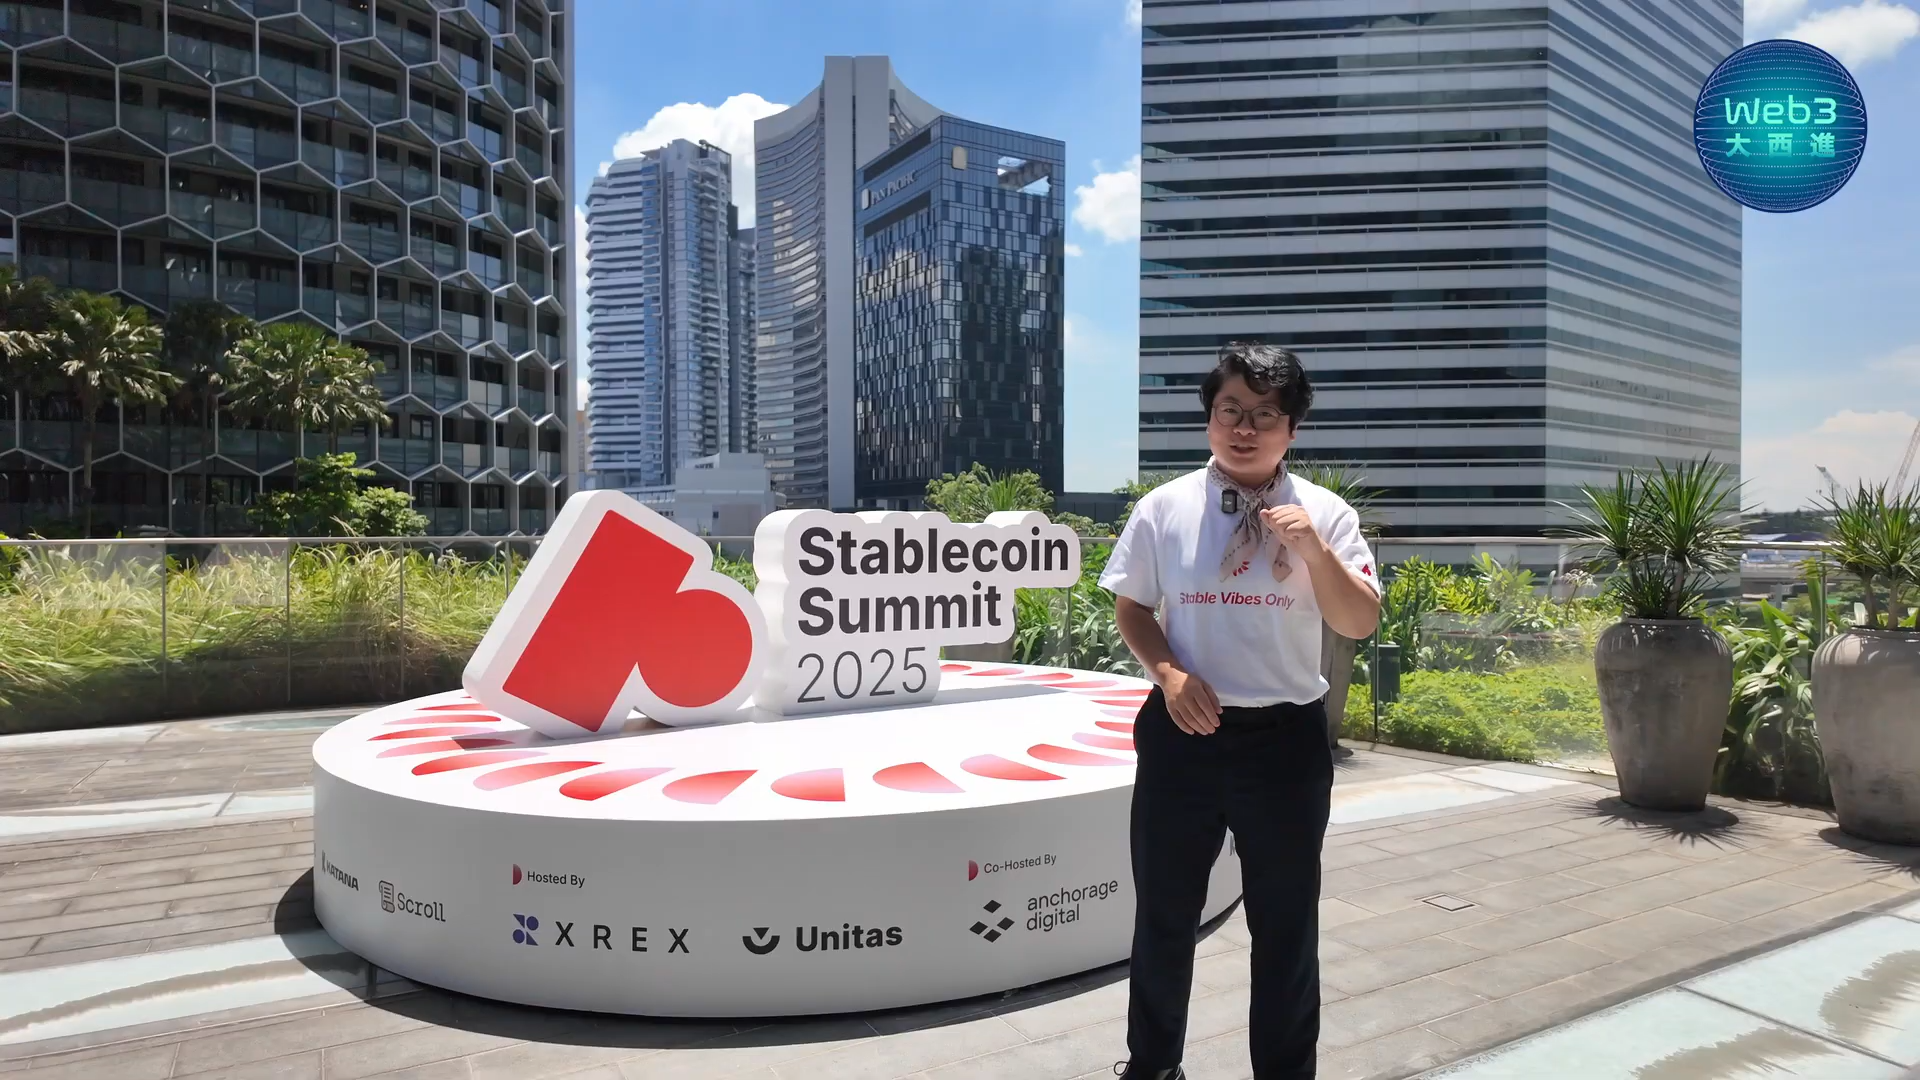 Web3
大西進
PAN PACIFIC
Stablecoin
Summit
2025
Stable Vibes Only
KATANA
Scroll
Hosted By
XREX
Unitas
Co-Hosted By
anchorage
digital